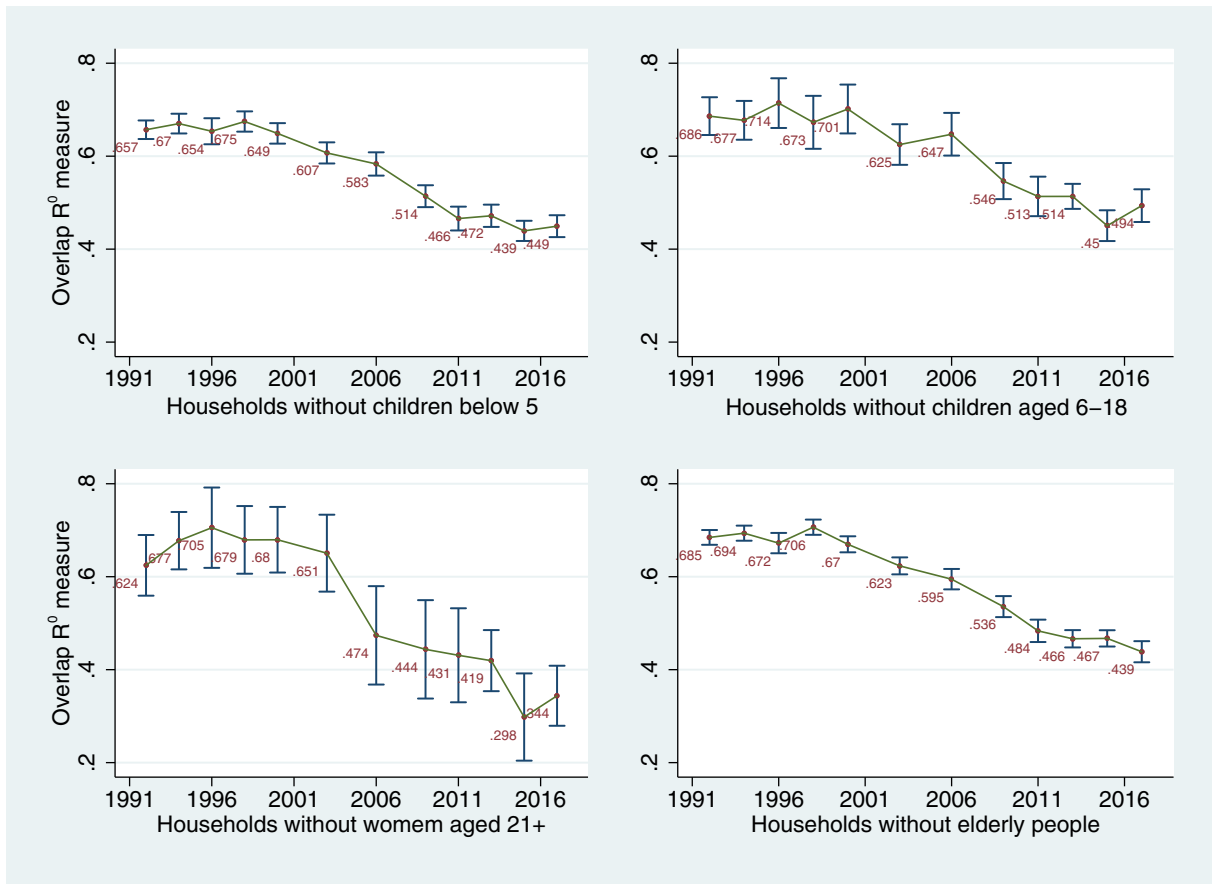 Overlap R0 measure
.8
.6
.4
.2
.657 .67 .654 .675 .649 .607 .583 .514 .466 .472 .439 .449
1991 1996 2001 2006 2011 2016
Households without children below 5
.8
.6
.4
.2
.686 .677 .714 .673 .701 .625 .647 .546 .513 .514 .45 .494
1991 1996 2001 2006 2011 2016
Households without children aged 6–18
Overlap R0 measure
.8
.6
.4
.2
.624 .677 .705 .679 .68 .651 .474 .444 .431 .419 .298 .344
1991 1996 2001 2006 2011 2016
Households without womem aged 21+
.8
.6
.4
.2
.685 .694 .672 .706 .67 .623 .595 .536 .484 .466 .467 .439
1991 1996 2001 2006 2011 2016
Households without elderly people